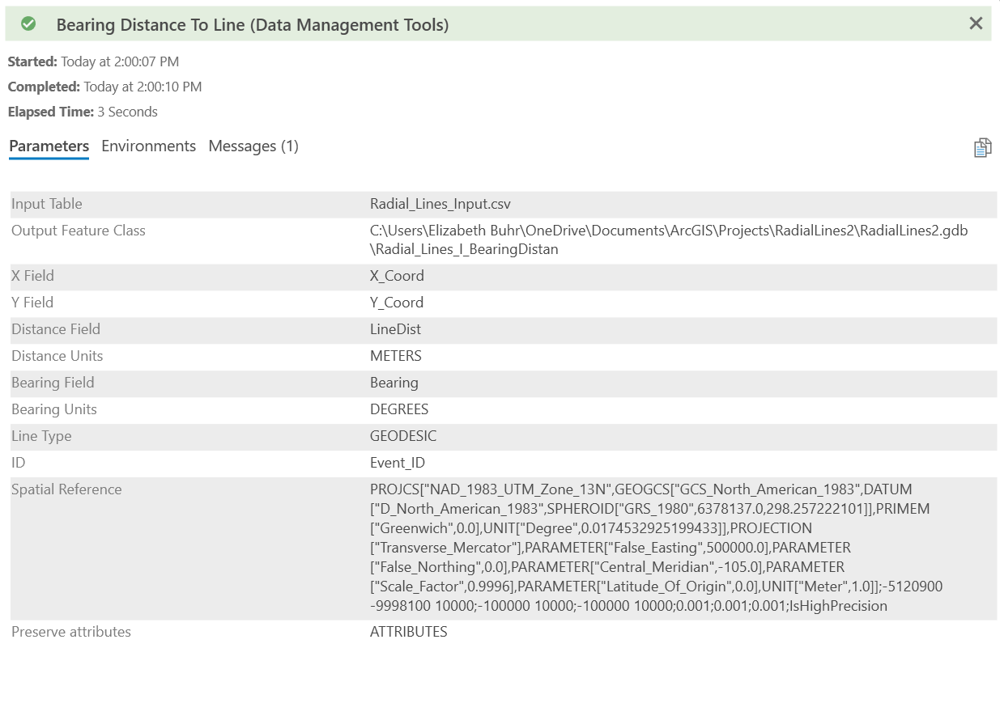 Bearing Distance To Line (Data Management Tools)
Started: Today at 2:00:07 PM
Completed: Today at 2:00:10 PM
Elapsed Time: 3 Seconds
Parameters Environments Messages (1)
Input Table Radial_Lines_Input.csv
Output Feature Class C:\Users\Elizabeth Buhr\OneDrive\Documents\ArcGIS\Projects\RadialLines2\RadialLines2.gdb
\Radial_Lines_I_BearingDistan
X Field X_Coord
Y Field Y_Coord
Distance Field LineDist
Distance Units METERS
Bearing Field Bearing
Bearing Units DEGREES
Line Type GEODESIC
ID Event_ID
Spatial Reference PROJCS["NAD_1983_UTM_Zone_13N",GEOGCS["GCS_North_American_1983",DATUM
["D_North_American_1983",SPHEROID["GRS_1980",6378137.0,298.257222101]],PRIMEM
["Greenwich",0.0],UNIT["Degree",0.0174532925199433]],PROJECTION
["Transverse_Mercator"],PARAMETER["False_Easting",500000.0],PARAMETER
["False_Northing",0.0],PARAMETER["Central_Meridian",-105.0],PARAMETER
["Scale_Factor",0.9996],PARAMETER["Latitude_Of_Origin",0.0],UNIT["Meter",1.0]];-5120900
-9998100 10000;-100000 10000;-100000 10000;0.001;0.001;0.001;IsHighPrecision
Preserve attributes ATTRIBUTES